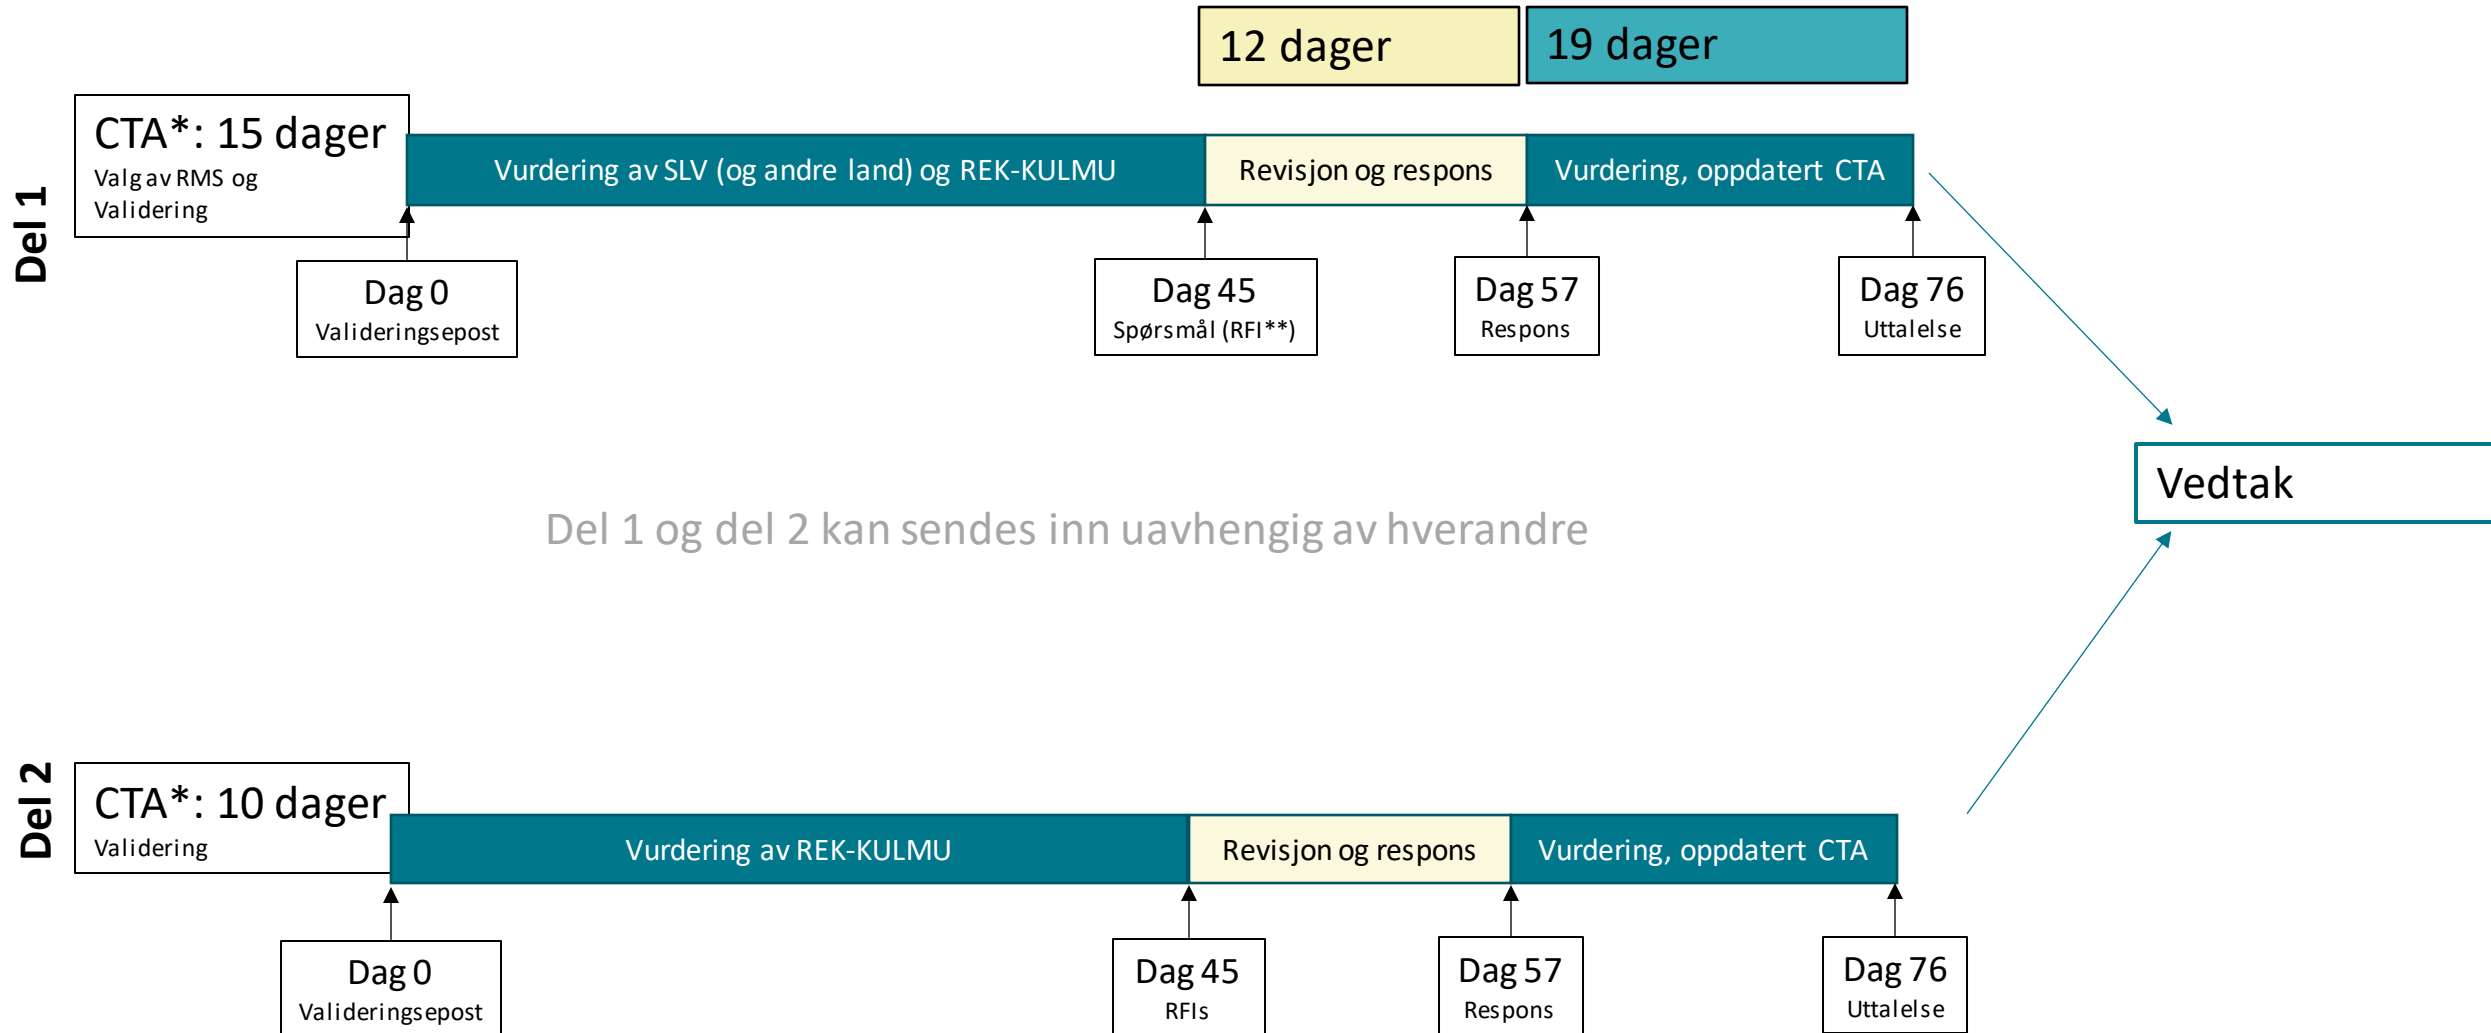 12 dager
19 dager
Del 1
CTA*: 15 dager
Valg av RMS og
Validering
Vurdering av SLV (og andre land) og REK-KULMU
Revisjon og respons
Vurdering, oppdatert CTA
Dag 0
Valideringsepost
Dag 45
Spørsmål (RFI**)
Dag 57
Respons
Dag 76
Uttalelse
Vedtak
Del 1 og del 2 kan sendes inn uavhengig av hverandre
Del 2
CTA*: 10 dager
Validering
Vurdering av REK-KULMU
Revisjon og respons
Vurdering, oppdatert CTA
Dag 0
Valideringsepost
Dag 45
RFIs
Dag 57
Respons
Dag 76
Uttalelse